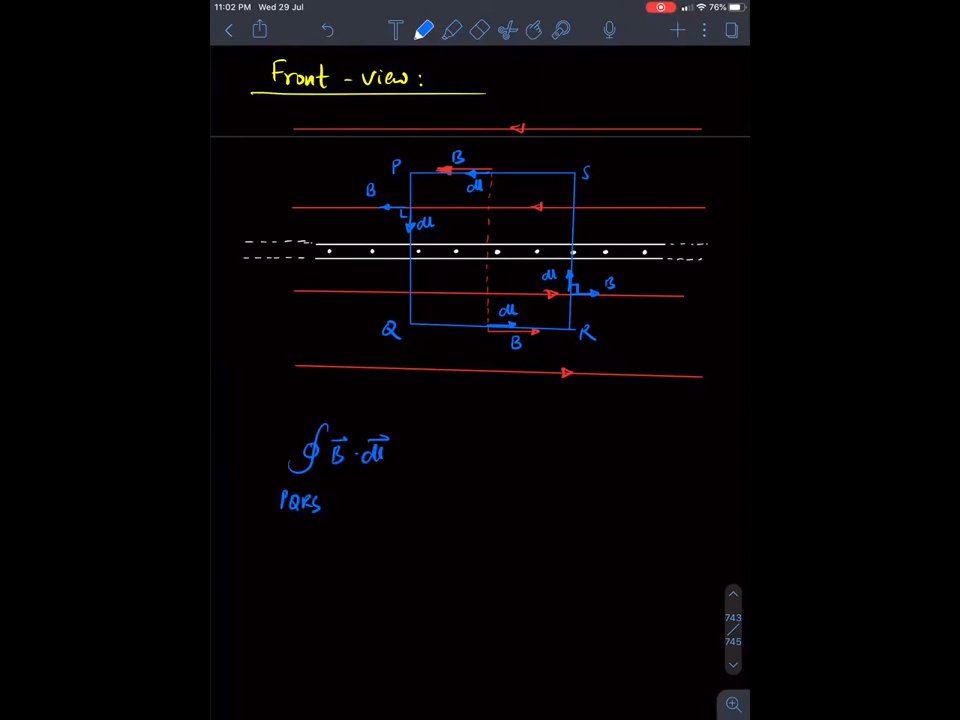 11:02 PM Wed 29 Jul
76%
T
Front - view:
P
B
S
dl
B
dl
dl
B
dl
Q
B
R
∮ B⃗ · dl⃗
PQRS
743
745